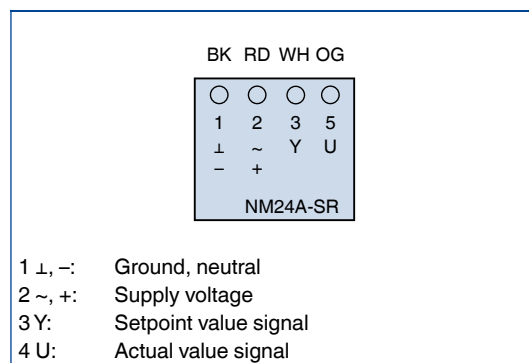 BK RD WH OG
1 2 3 5
⊥ ~ Y U
– +
NM24A-SR
1 ⊥, –: Ground, neutral
2 ~, +: Supply voltage
3 Y: Setpoint value signal
4 U: Actual value signal